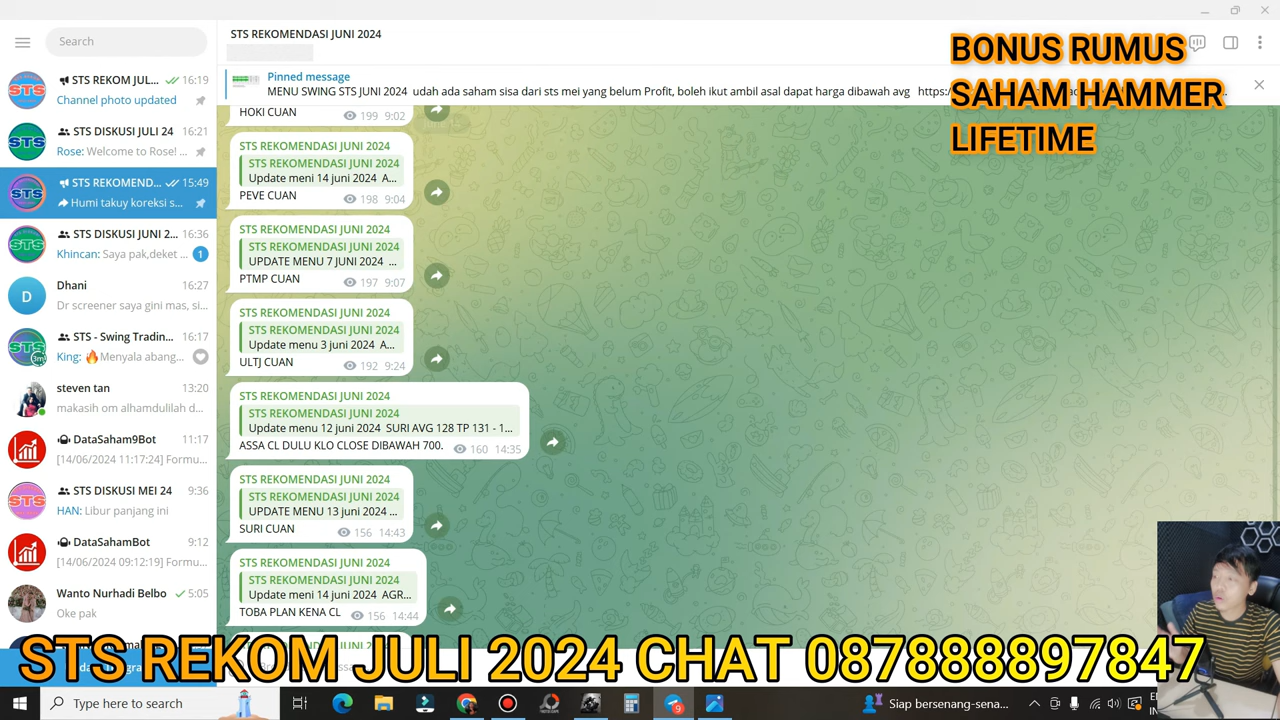 STS REKOMENDASI JUNI 2024
BONUS RUMUS
SAHAM HAMMER
LIFETIME
Search
Pinned message
MENU SWING STS JUNI 2024 untuk ada saham sisa dari sts mei yang belum Profit, boleh ikut ambil asal dapat harga dibawah avg https:/
STS REKOM JUL... 16:19
Channel photo updated
STS DISKUSI JULI 24 16:21
Rose: Welcome to Rose! ...
STS REKOMEND... 15:49
Humi takuy koreksi s...
STS DISKUSI JUNI 2... 16:36
Khincan: Saya pak,deket ... 1
Dhani 16:27
Dr screener saya gini mas, si...
STS - Swing Tradin... 16:17
King: 🔥Menyala abang...
steven tan 13:20
makasih om alhamdulilah d...
DataSaham9Bot 11:17
[14/06/2024 11:17:24] Formu...
STS DISKUSI MEI 24 9:36
HAN: Libur panjang ini
DataSahamBot 9:12
[14/06/2024 09:12:19] Formu...
Wanto Nurhadi Belbo 5:05
Oke pak
HOKI CUAN 199 9:02
STS REKOMENDASI JUNI 2024
STS REKOMENDASI JUNI 2024
Update meni 14 juni 2024 A...
PEVE CUAN 198 9:04
STS REKOMENDASI JUNI 2024
STS REKOMENDASI JUNI 2024
UPDATE MENU 7 JUNI 2024 ...
PTMP CUAN 197 9:07
STS REKOMENDASI JUNI 2024
STS REKOMENDASI JUNI 2024
Update menu 3 juni 2024 A...
ULTJ CUAN 192 9:24
STS REKOMENDASI JUNI 2024
STS REKOMENDASI JUNI 2024
Update menu 12 juni 2024 SURI AVG 128 TP 131 - 1...
ASSA CL DULU KLO CLOSE DIBAWAH 700. 160 14:35
STS REKOMENDASI JUNI 2024
STS REKOMENDASI JUNI 2024
UPDATE MENU 13 juni 2024 ...
SURI CUAN 156 14:43
STS REKOMENDASI JUNI 2024
STS REKOMENDASI JUNI 2024
Update meni 14 juni 2024 AGR...
TOBA PLAN KENA CL 156 14:44
STS REKOM JULI 2024 CHAT 087888897847
Type here to search
9
Siap bersenang-sena...